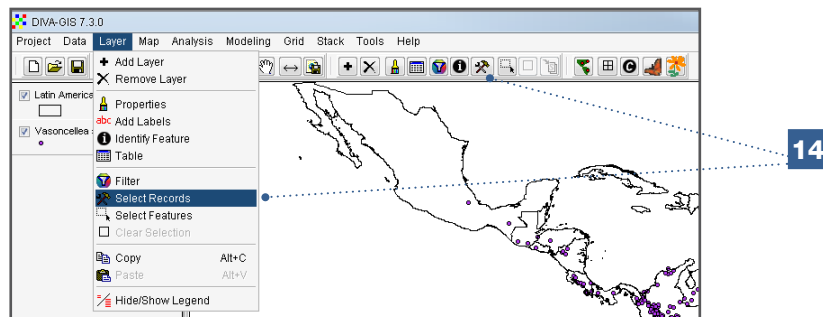 DIVA-GIS 7.3.0
Project Data Layer Map Analysis Modeling Grid Stack Tools Help
Add Layer
Remove Layer
Latin America
Properties
abc Add Labels
Vasoncellea
Identify Feature
Table
14
Filter
Select Records
Select Features
Clear Selection
Copy Alt+C
Paste Alt+V
Hide/Show Legend